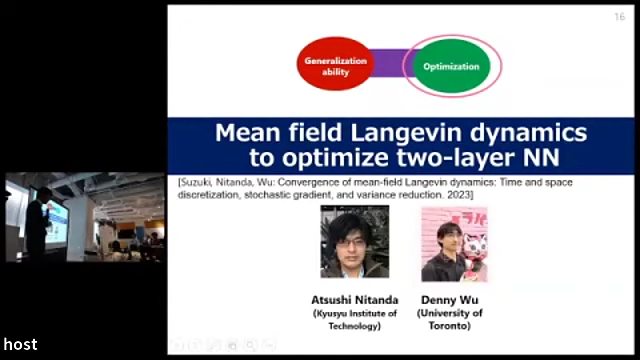 16
Generalization
ability
Optimization
Mean field Langevin dynamics
to optimize two-layer NN
[Suzuki, Nitanda, Wu: Convergence of mean-field Langevin dynamics: Time and space
discretization, stochastic gradient, and variance reduction. 2023]
Atsushi Nitanda
(Kyusyu Institute of
Technology)
Denny Wu
(University of
Toronto)
host